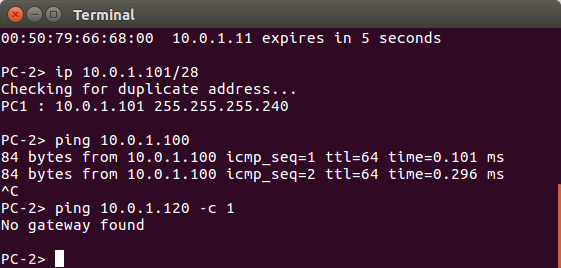 Terminal
00:50:79:66:68:00  10.0.1.11 expires in 5 seconds
PC-2> ip 10.0.1.101/28
Checking for duplicate address...
PC1 : 10.0.1.101 255.255.255.240
PC-2> ping 10.0.1.100
84 bytes from 10.0.1.100 icmp_seq=1 ttl=64 time=0.101 ms
84 bytes from 10.0.1.100 icmp_seq=2 ttl=64 time=0.296 ms
^C
PC-2> ping 10.0.1.120 -c 1
No gateway found
PC-2>